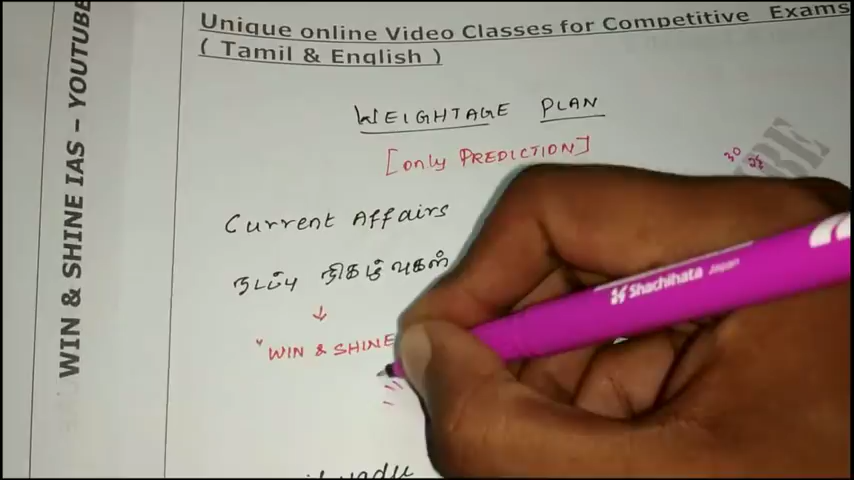 Unique online Video Classes for Competitive Exams
( Tamil & English )
WIN & SHINE IAS – YOUTUBE
WEIGHTAGE PLAN
[only PREDICTION]
Current Affairs
நடப்பு நிகழ்வுகள்
"WIN & SHINE
Shachihata Japan